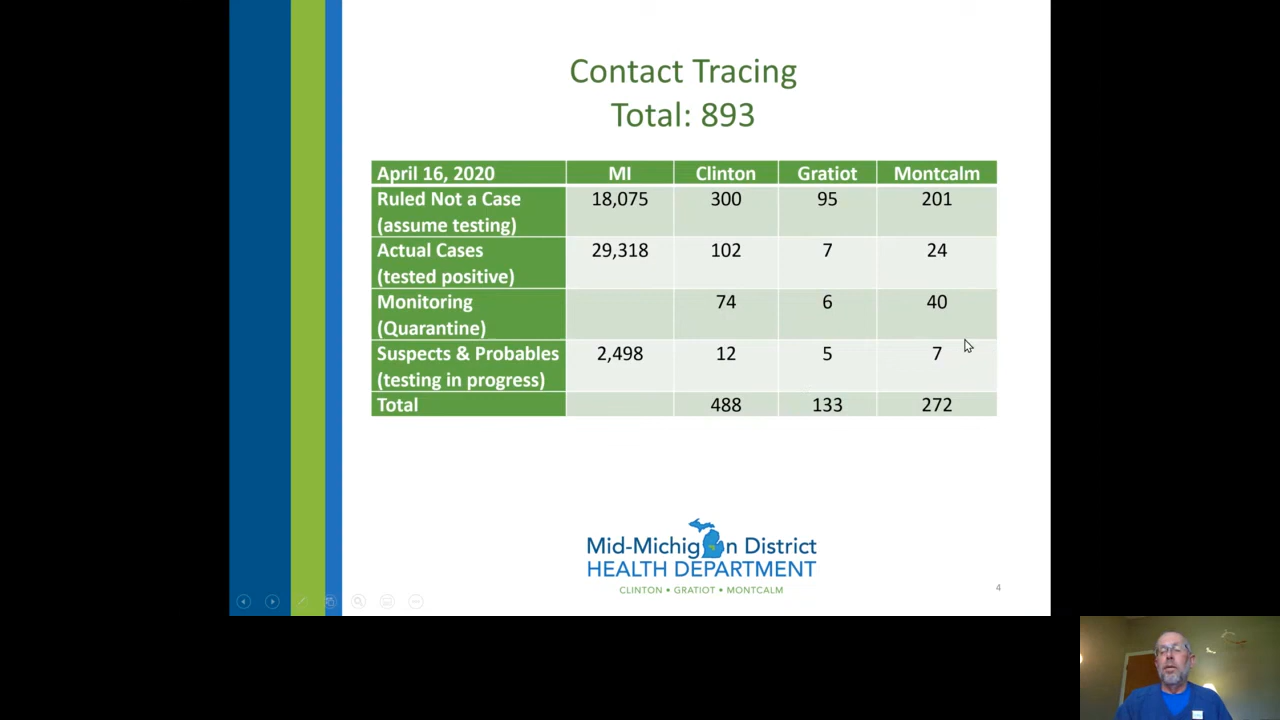 Contact Tracing
Total: 893
April 16, 2020 MI Clinton Gratiot Montcalm
Ruled Not a Case 18,075 300 95 201
(assume testing)
Actual Cases 29,318 102 7 24
(tested positive)
Monitoring 74 6 40
(Quarantine)
Suspects & Probables 2,498 12 5 7
(testing in progress)
Total 488 133 272
Mid-Michigan District
HEALTH DEPARTMENT
CLINTON • GRATIOT • MONTCALM
4